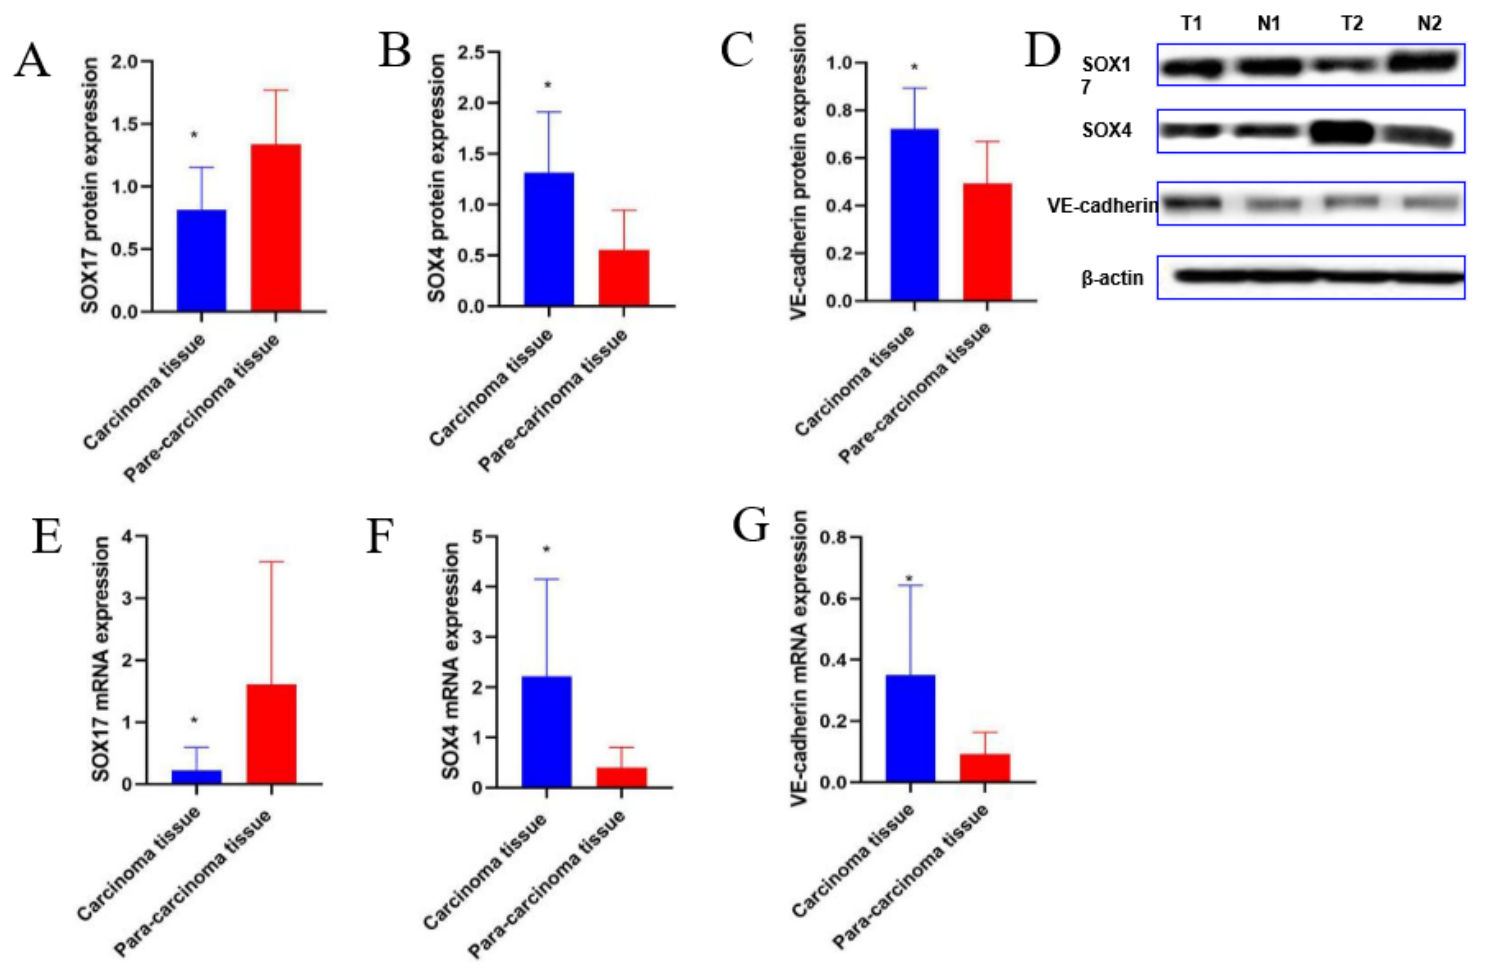 A
SOX17 protein expression
2.0
1.5
1.0
0.5
0.0
*
Carcinoma tissue
Pare-carcinoma tissue
B
SOX4 protein expression
2.5
2.0
1.5
1.0
0.5
0.0
*
Carcinoma tissue
Pare-carinoma tissue
C
VE-cadherin protein expression
1.0
0.8
0.6
0.4
0.2
0.0
*
Carcinoma tissue
Pare-carcinoma tissue
D
T1 N1 T2 N2
SOX1
7
SOX4
VE-cadherin
β-actin
E
SOX17 mRNA expression
4
3
2
1
0
*
Carcinoma tissue
Para-carcinoma tissue
F
SOX4 mRNA expression
5
4
3
2
1
0
*
Carcinoma tissue
Para-carcinoma tissue
G
VE-cadherin mRNA expression
0.8
0.6
0.4
0.2
0.0
*
Carcinoma tissue
Para-carcinoma tissue